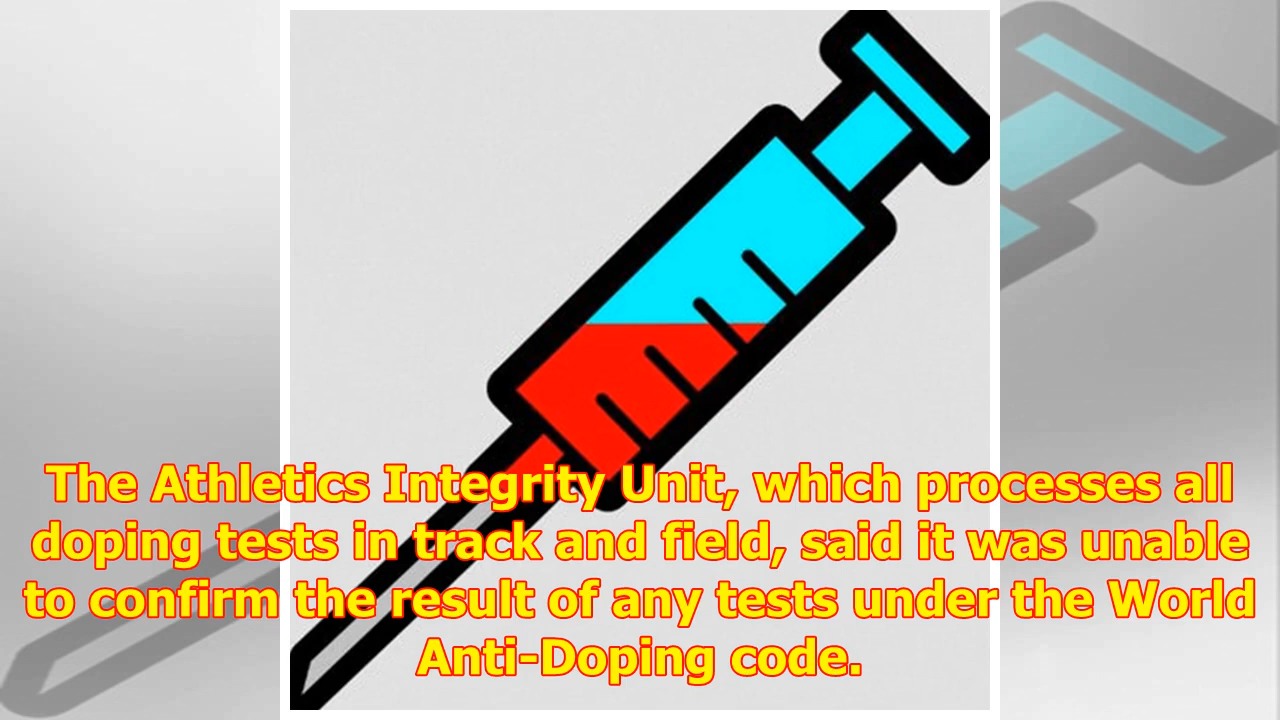 The Athletics Integrity Unit, which processes all
doping tests in track and field, said it was unable
to confirm the result of any tests under the World
Anti-Doping code.